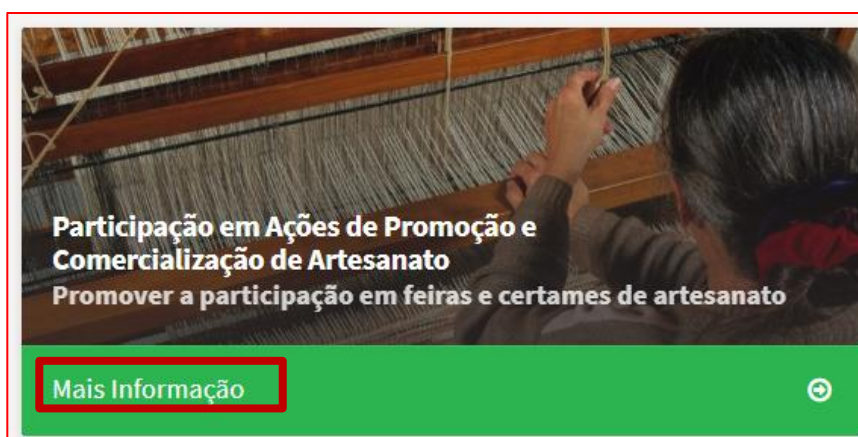 Participação em Ações de Promoção e
Comercialização de Artesanato
Promover a participação em feiras e certames de artesanato
Mais Informação